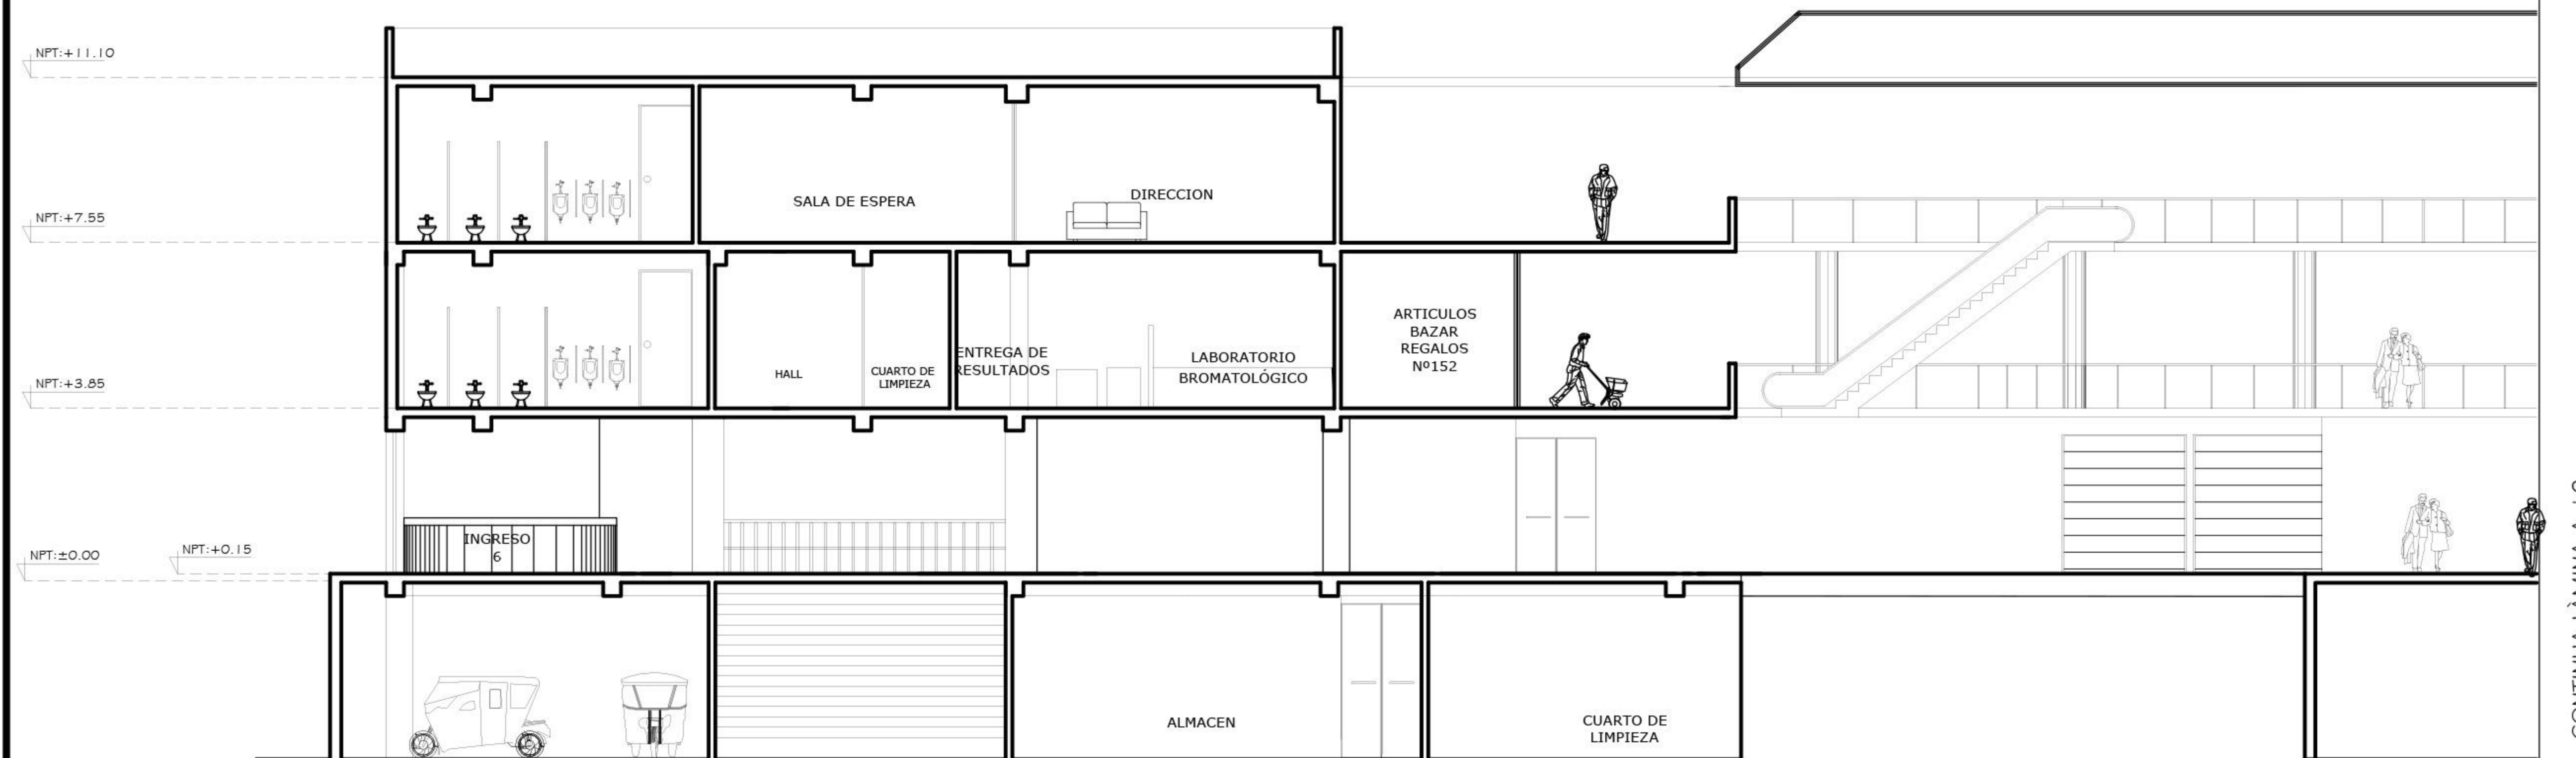 NPT:+11.10
SALA DE ESPERA
DIRECCION
NPT:+7.55
ARTICULOS
BAZAR
REGALOS
Nº152
ENTREGA DE
RESULTADOS
LABORATORIO
BROMATOLÓGICO
HALL
CUARTO DE
LIMPIEZA
NPT:+3.85
INGRESO
6
NPT:±0.00
NPT:+0.15
ALMACEN
CUARTO DE
LIMPIEZA